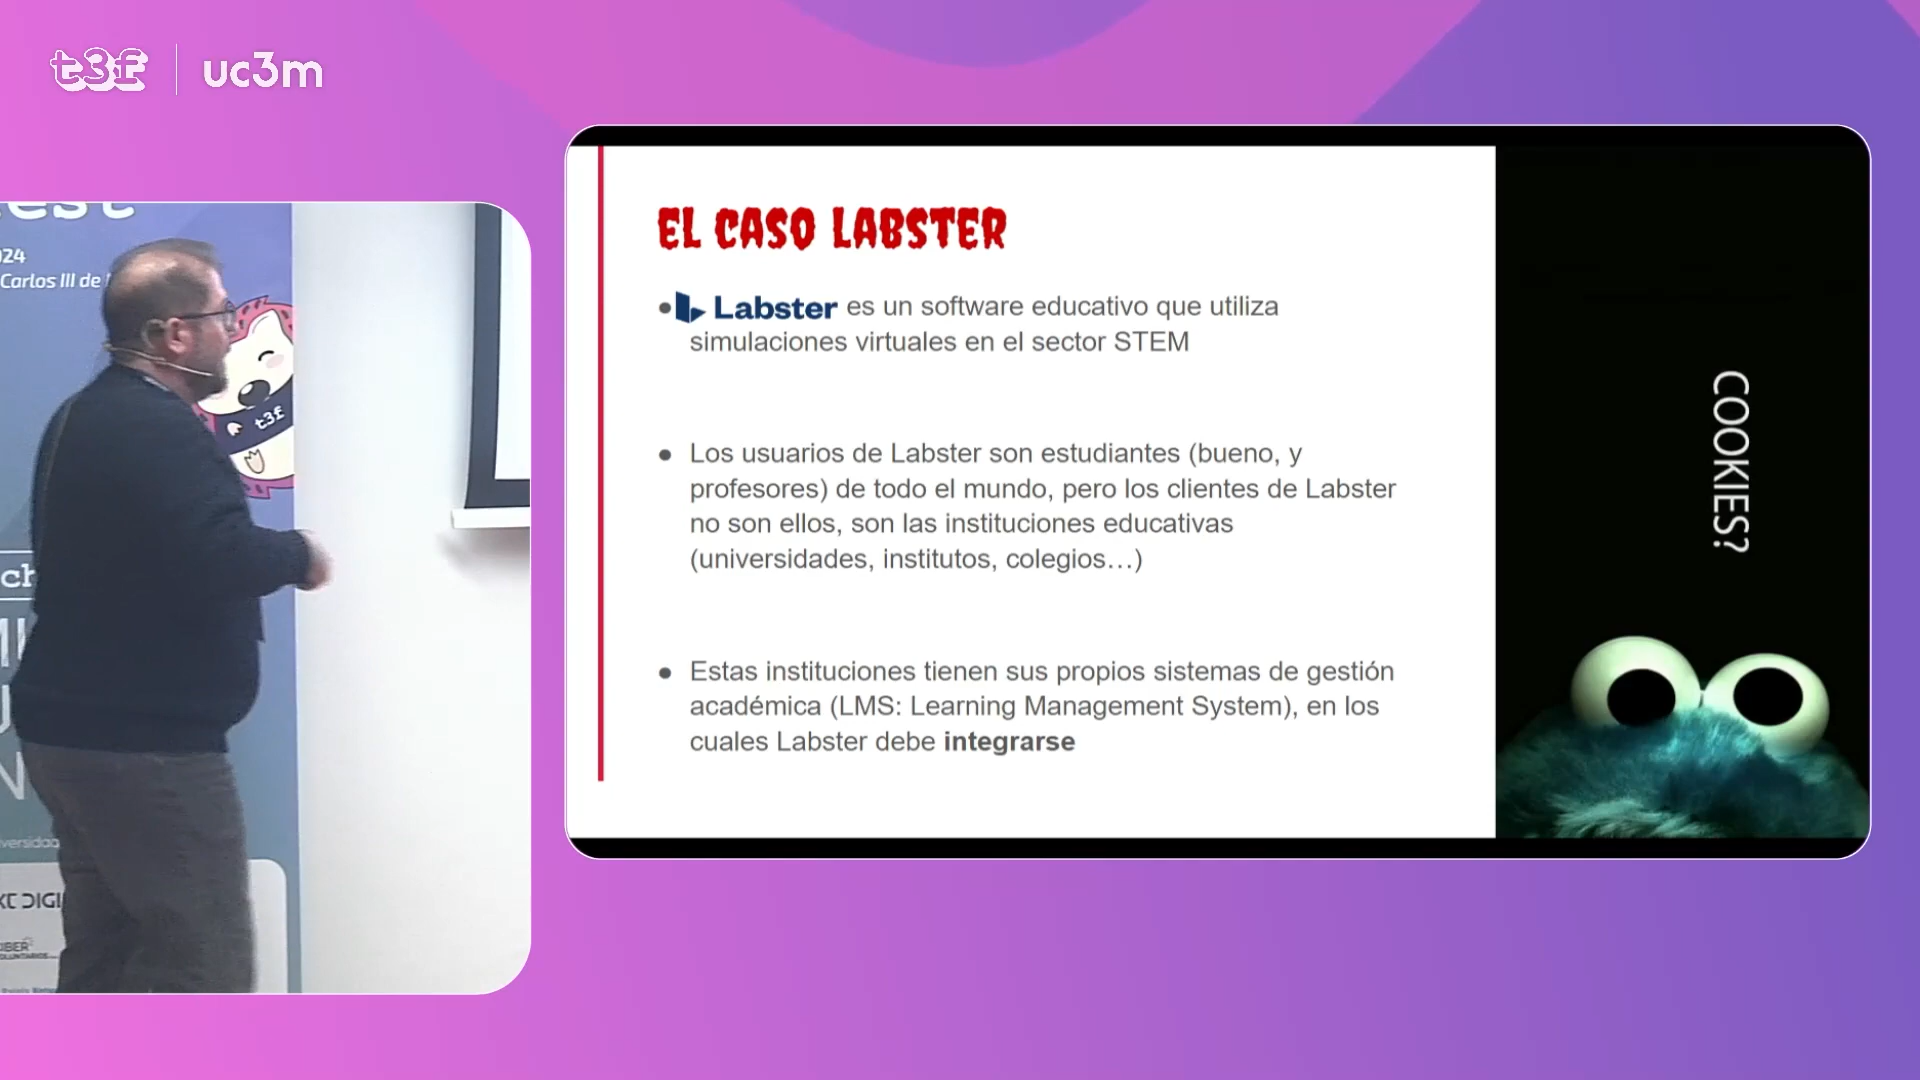 t3f
uc3m
est
024
Carlos III de
t3f
EL CASO LABSTER
● Labster es un software educativo que utiliza
simulaciones virtuales en el sector STEM
● Los usuarios de Labster son estudiantes (bueno, y
profesores) de todo el mundo, pero los clientes de Labster
no son ellos, son las instituciones educativas
(universidades, institutos, colegios…)
● Estas instituciones tienen sus propios sistemas de gestión
académica (LMS: Learning Management System), en los
cuales Labster debe integrarse
COOKIES?